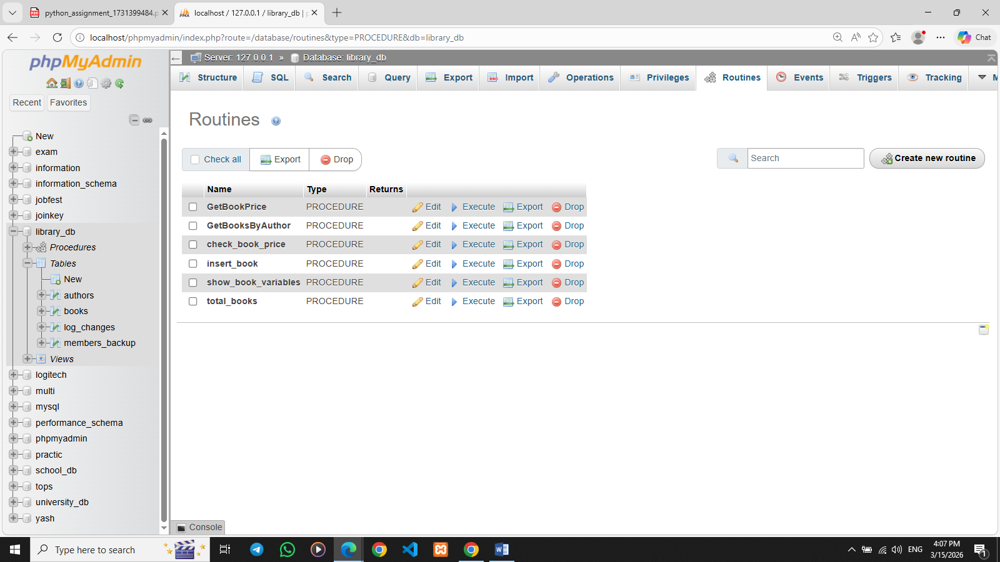 python_assignment_1731399484.p
localhost / 127.0.0.1 / library_db | p
localhost/phpmyadmin/index.php?route=/database/routines&type=PROCEDURE&db=library_db
Chat
phpMyAdmin
Recent
Favorites
New
exam
information
information_schema
jobfest
joinkey
library_db
Procedures
Tables
New
authors
books
log_changes
members_backup
Views
logitech
multi
mysql
performance_schema
phpmyadmin
practic
school_db
tops
university_db
yash
Server: 127.0.0.1 » Database: library_db
Structure SQL Search Query Export Import Operations Privileges Routines Events Triggers Tracking M
Routines
Check all Export Drop
Search
Create new routine
Name Type Returns
GetBookPrice PROCEDURE Edit Execute Export Drop
GetBooksByAuthor PROCEDURE Edit Execute Export Drop
check_book_price PROCEDURE Edit Execute Export Drop
insert_book PROCEDURE Edit Execute Export Drop
show_book_variables PROCEDURE Edit Execute Export Drop
total_books PROCEDURE Edit Execute Export Drop
Console
Type here to search
ENG
4:07 PM
3/15/2026
1